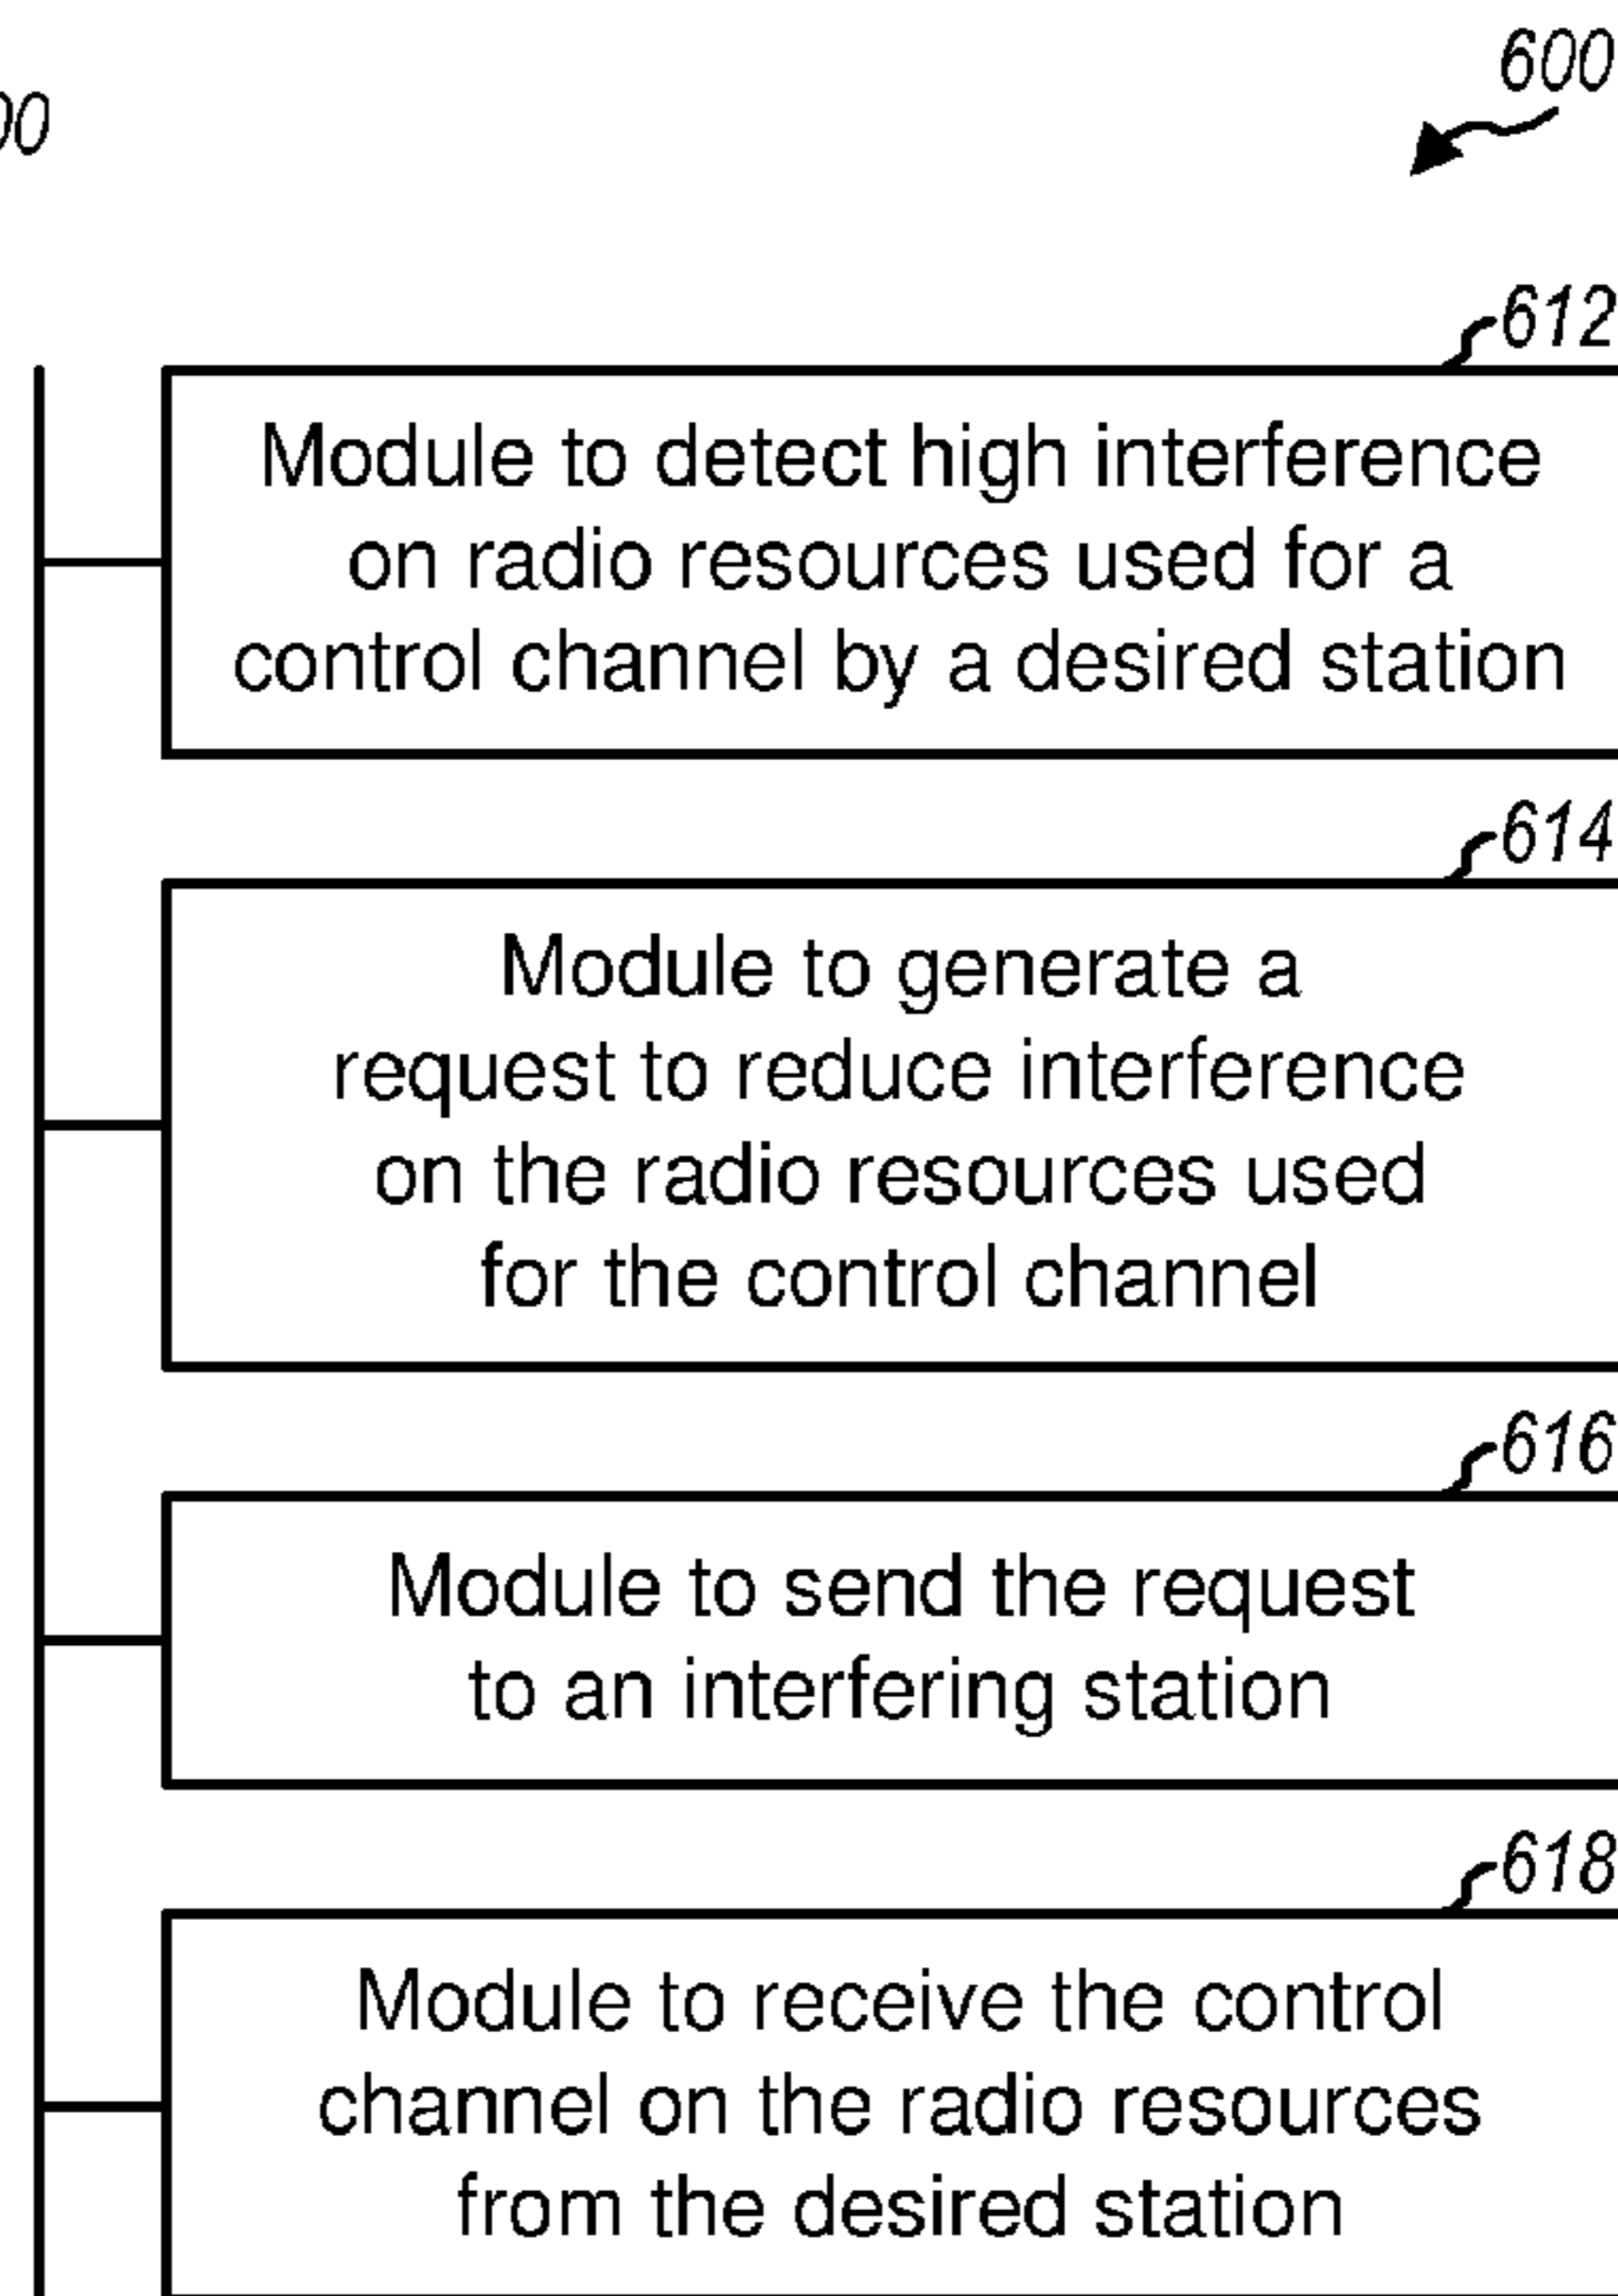 600
612
Module to detect high interference
on radio resources used for a
control channel by a desired station
614
Module to generate a
request to reduce interference
on the radio resources used
for the control channel
616
Module to send the request
to an interfering station
618
Module to receive the control
channel on the radio resources
from the desired station